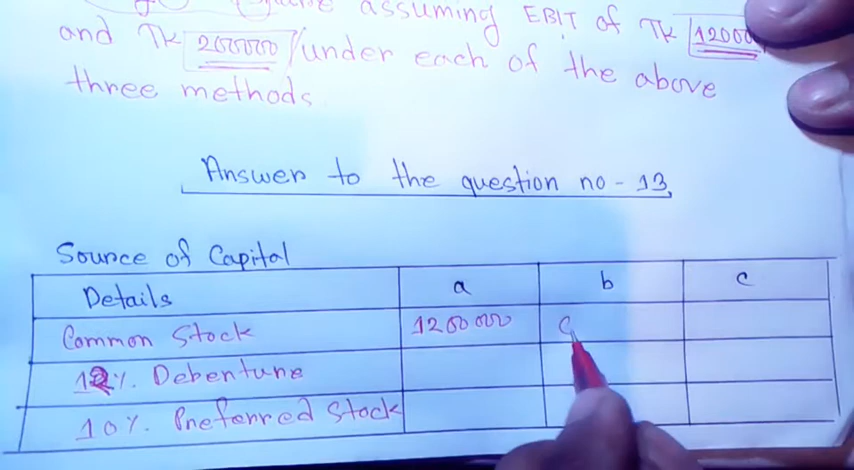 assuming EBIT of Tk 12000
and Tk 200000 / under each of the above
three methods.
Answer to the question no - 13
Source of Capital
Details a b c
Common Stock 1200000
12%. Debenture
10%. Preferred Stock